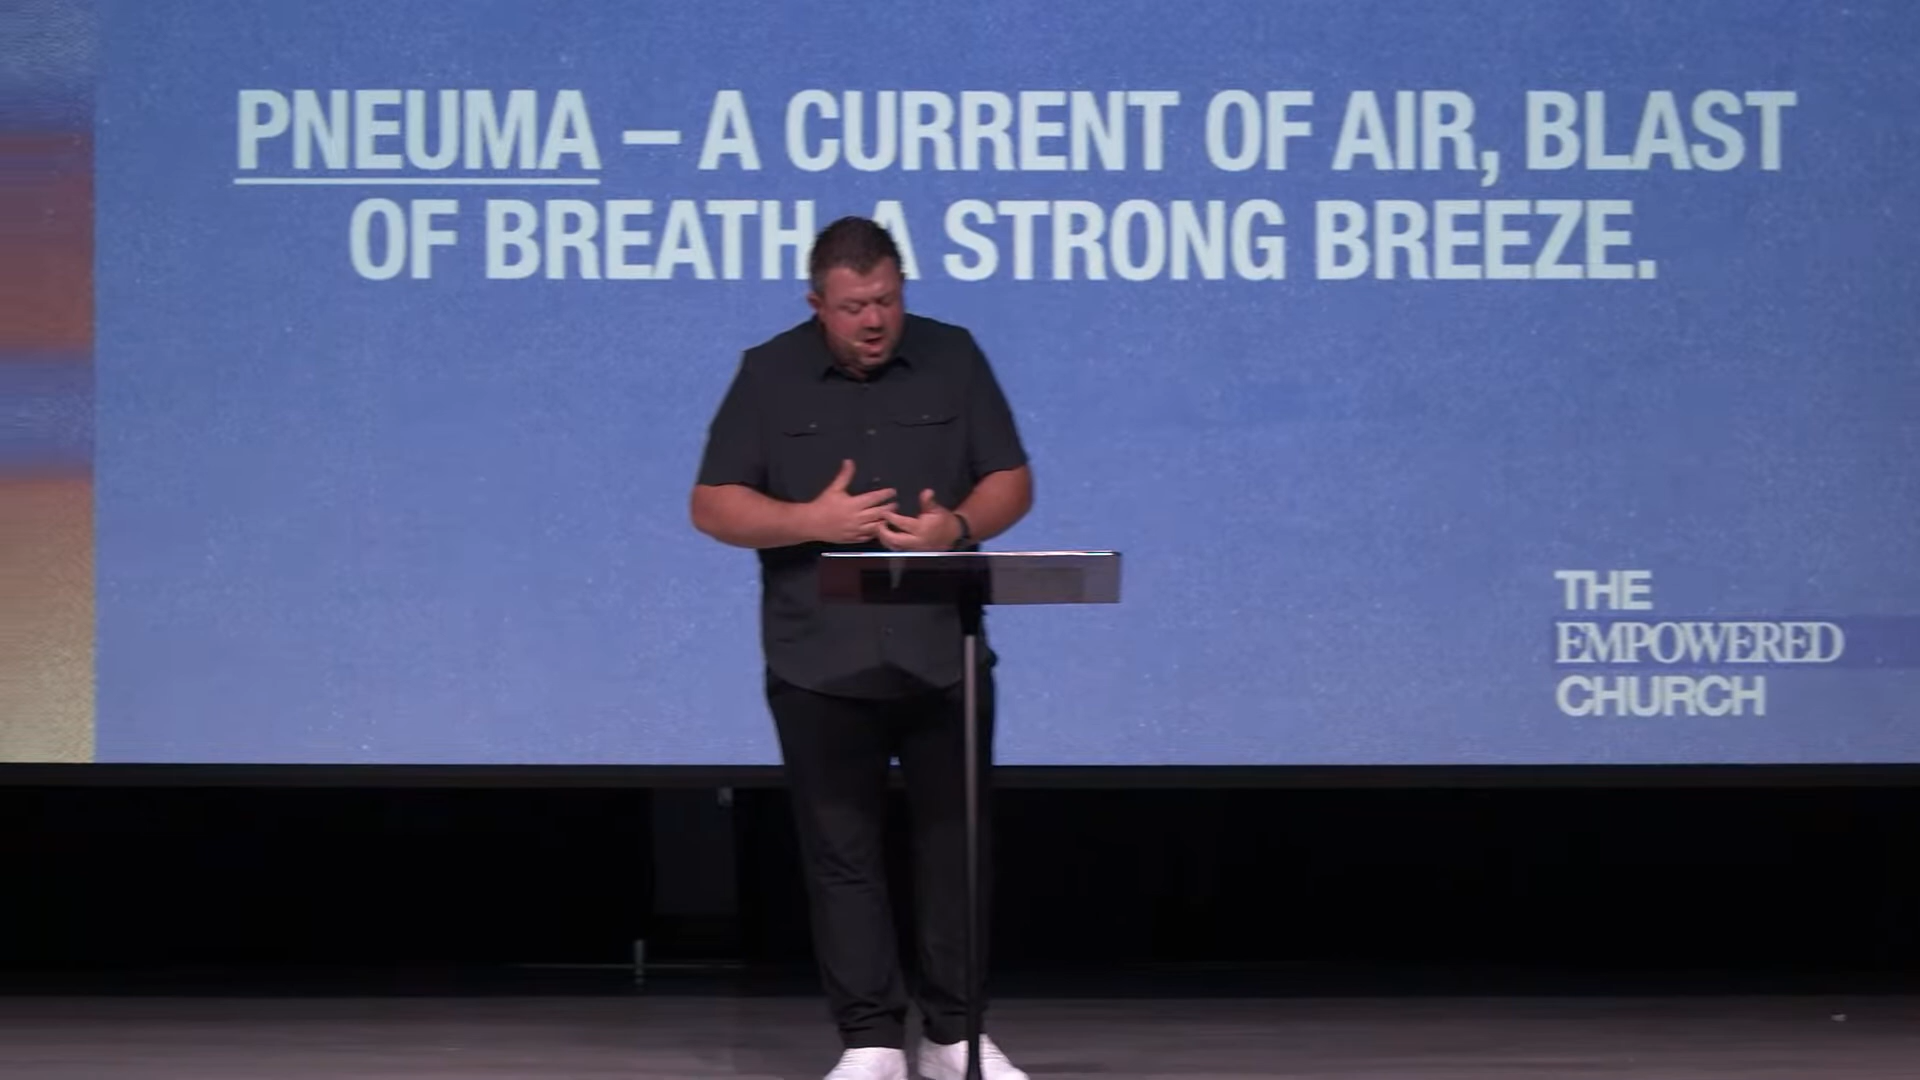 PNEUMA – A CURRENT OF AIR, BLAST
OF BREATH A STRONG BREEZE.
THE
EMPOWERED
CHURCH